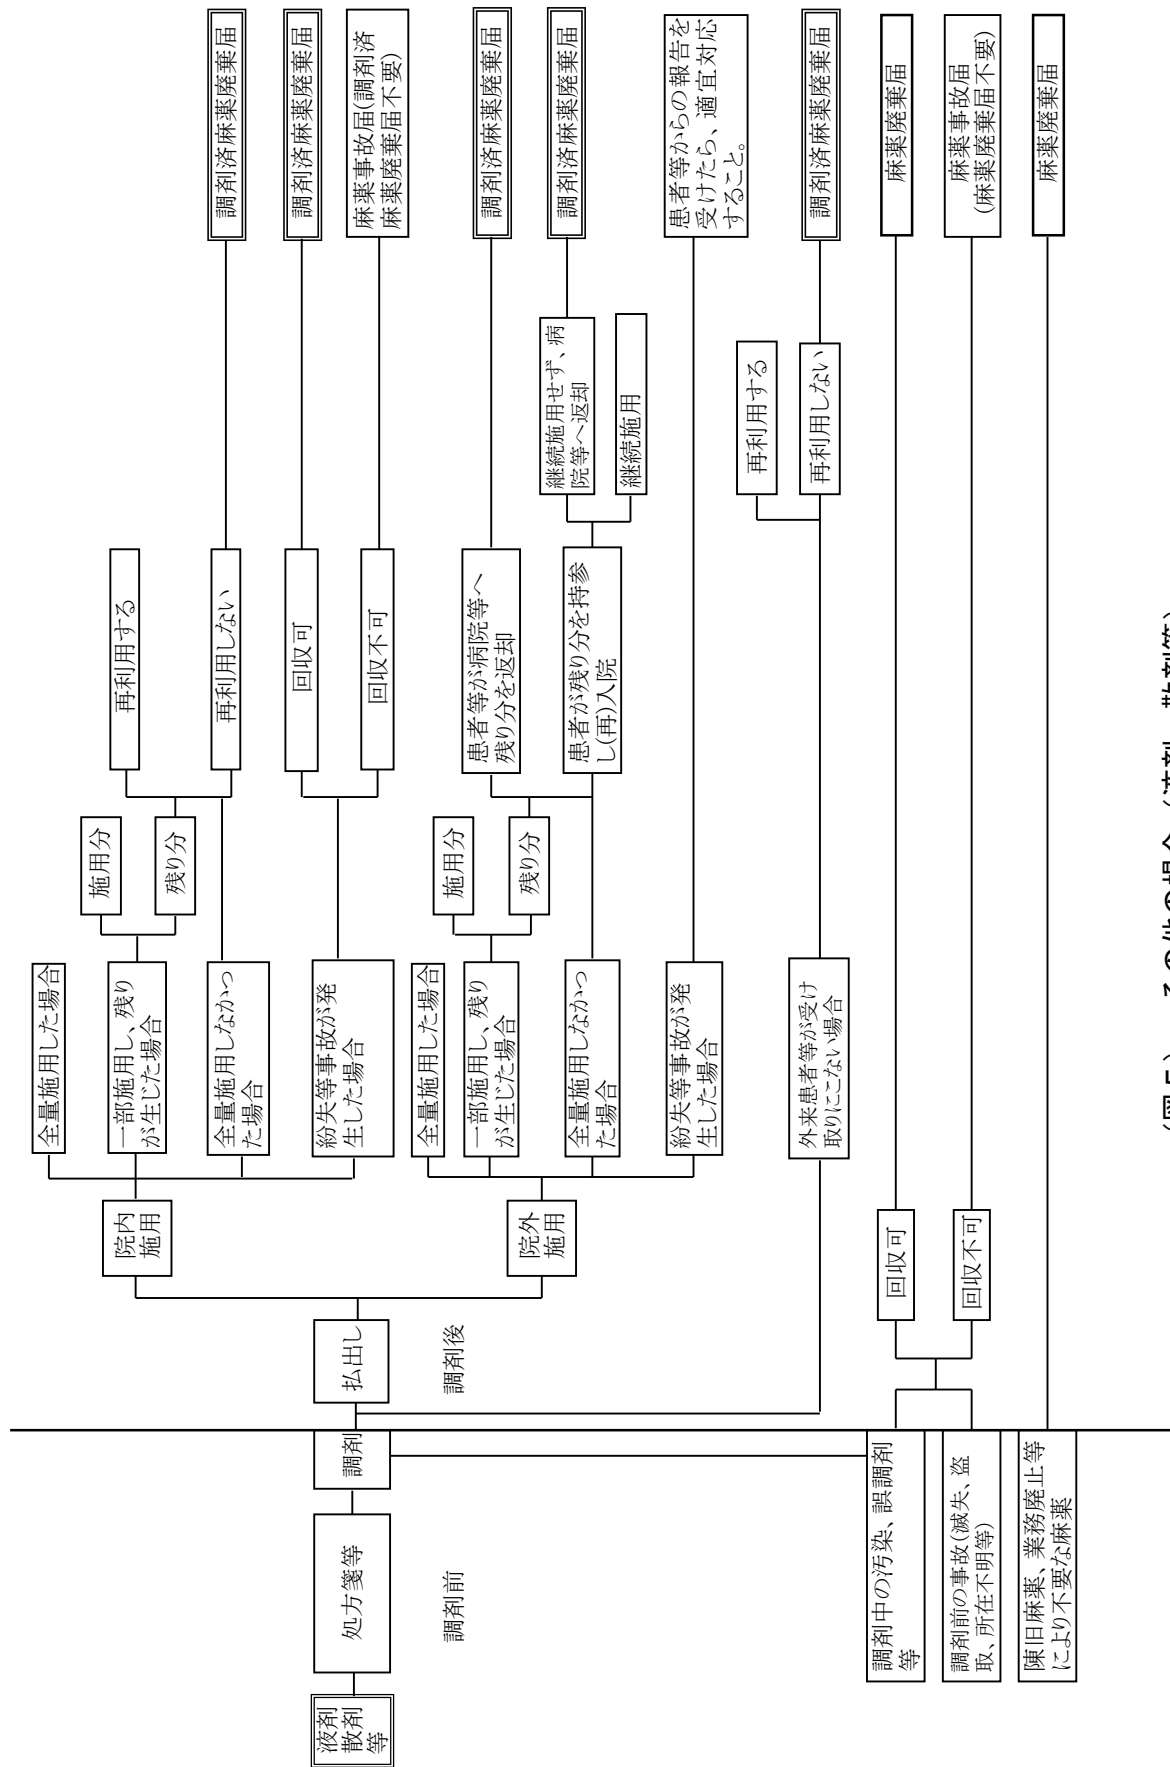 液剤
散剤
等
処方箋等
調剤
調剤前
調剤後
払出し
院内
施用
全量施用した場合
一部施用し、残り
が生じた場合
施用分
残り分
再利用する
再利用しない
調剤済麻薬廃棄届
全量施用しなかっ
た場合
紛失等事故が発
生した場合
回収可
調剤済麻薬廃棄届
回収不可
麻薬事故届(調剤済
麻薬廃棄届不要)
院外
施用
全量施用した場合
一部施用し、残り
が生じた場合
施用分
残り分
患者等が病院等へ
残り分を返却
調剤済麻薬廃棄届
全量施用しなかっ
た場合
患者が残り分を持参
し(再)入院
継続施用せず、病
院等へ返却
調剤済麻薬廃棄届
継続施用
紛失等事故が発
生した場合
患者等からの報告を
受けたら、適宜対応
すること。
外来患者等が受け
取りにこない場合
再利用する
再利用しない
調剤済麻薬廃棄届
調剤中の汚染、誤調剤
等
回収可
麻薬廃棄届
調剤前の事故(滅失、盗
取、所在不明等)
回収不可
麻薬事故届
(麻薬廃棄届不要)
陳旧麻薬、業務廃止等
により不要な麻薬
麻薬廃棄届